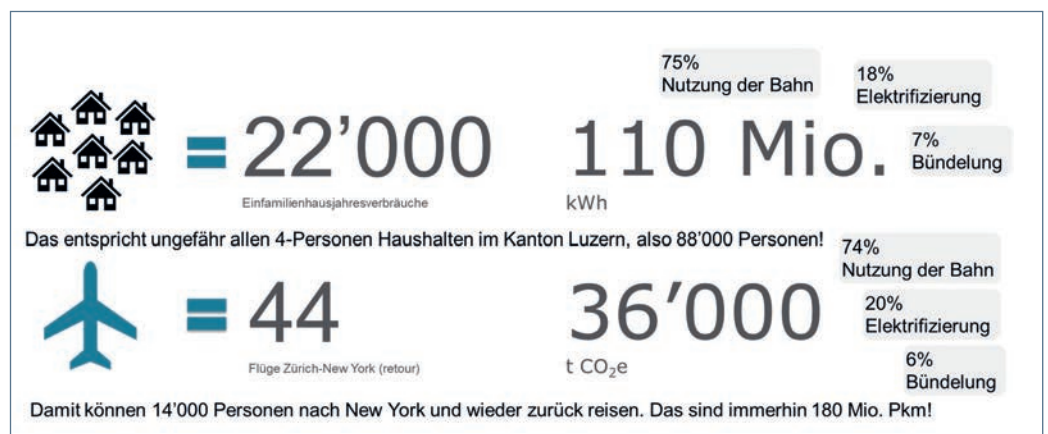 75%
Nutzung der Bahn
18%
Elektrifizierung
= 22’000
110 Mio.
7%
Bündelung
Einfamilienhausjahresverbräuche
kWh
Das entspricht ungefähr allen 4-Personen Haushalten im Kanton Luzern, also 88’000 Personen!
74%
Nutzung der Bahn
= 44
36’000
20%
Elektrifizierung
Flüge Zürich-New York (retour)
t CO₂e
6%
Bündelung
Damit können 14’000 Personen nach New York und wieder zurück reisen. Das sind immerhin 180 Mio. Pkm!